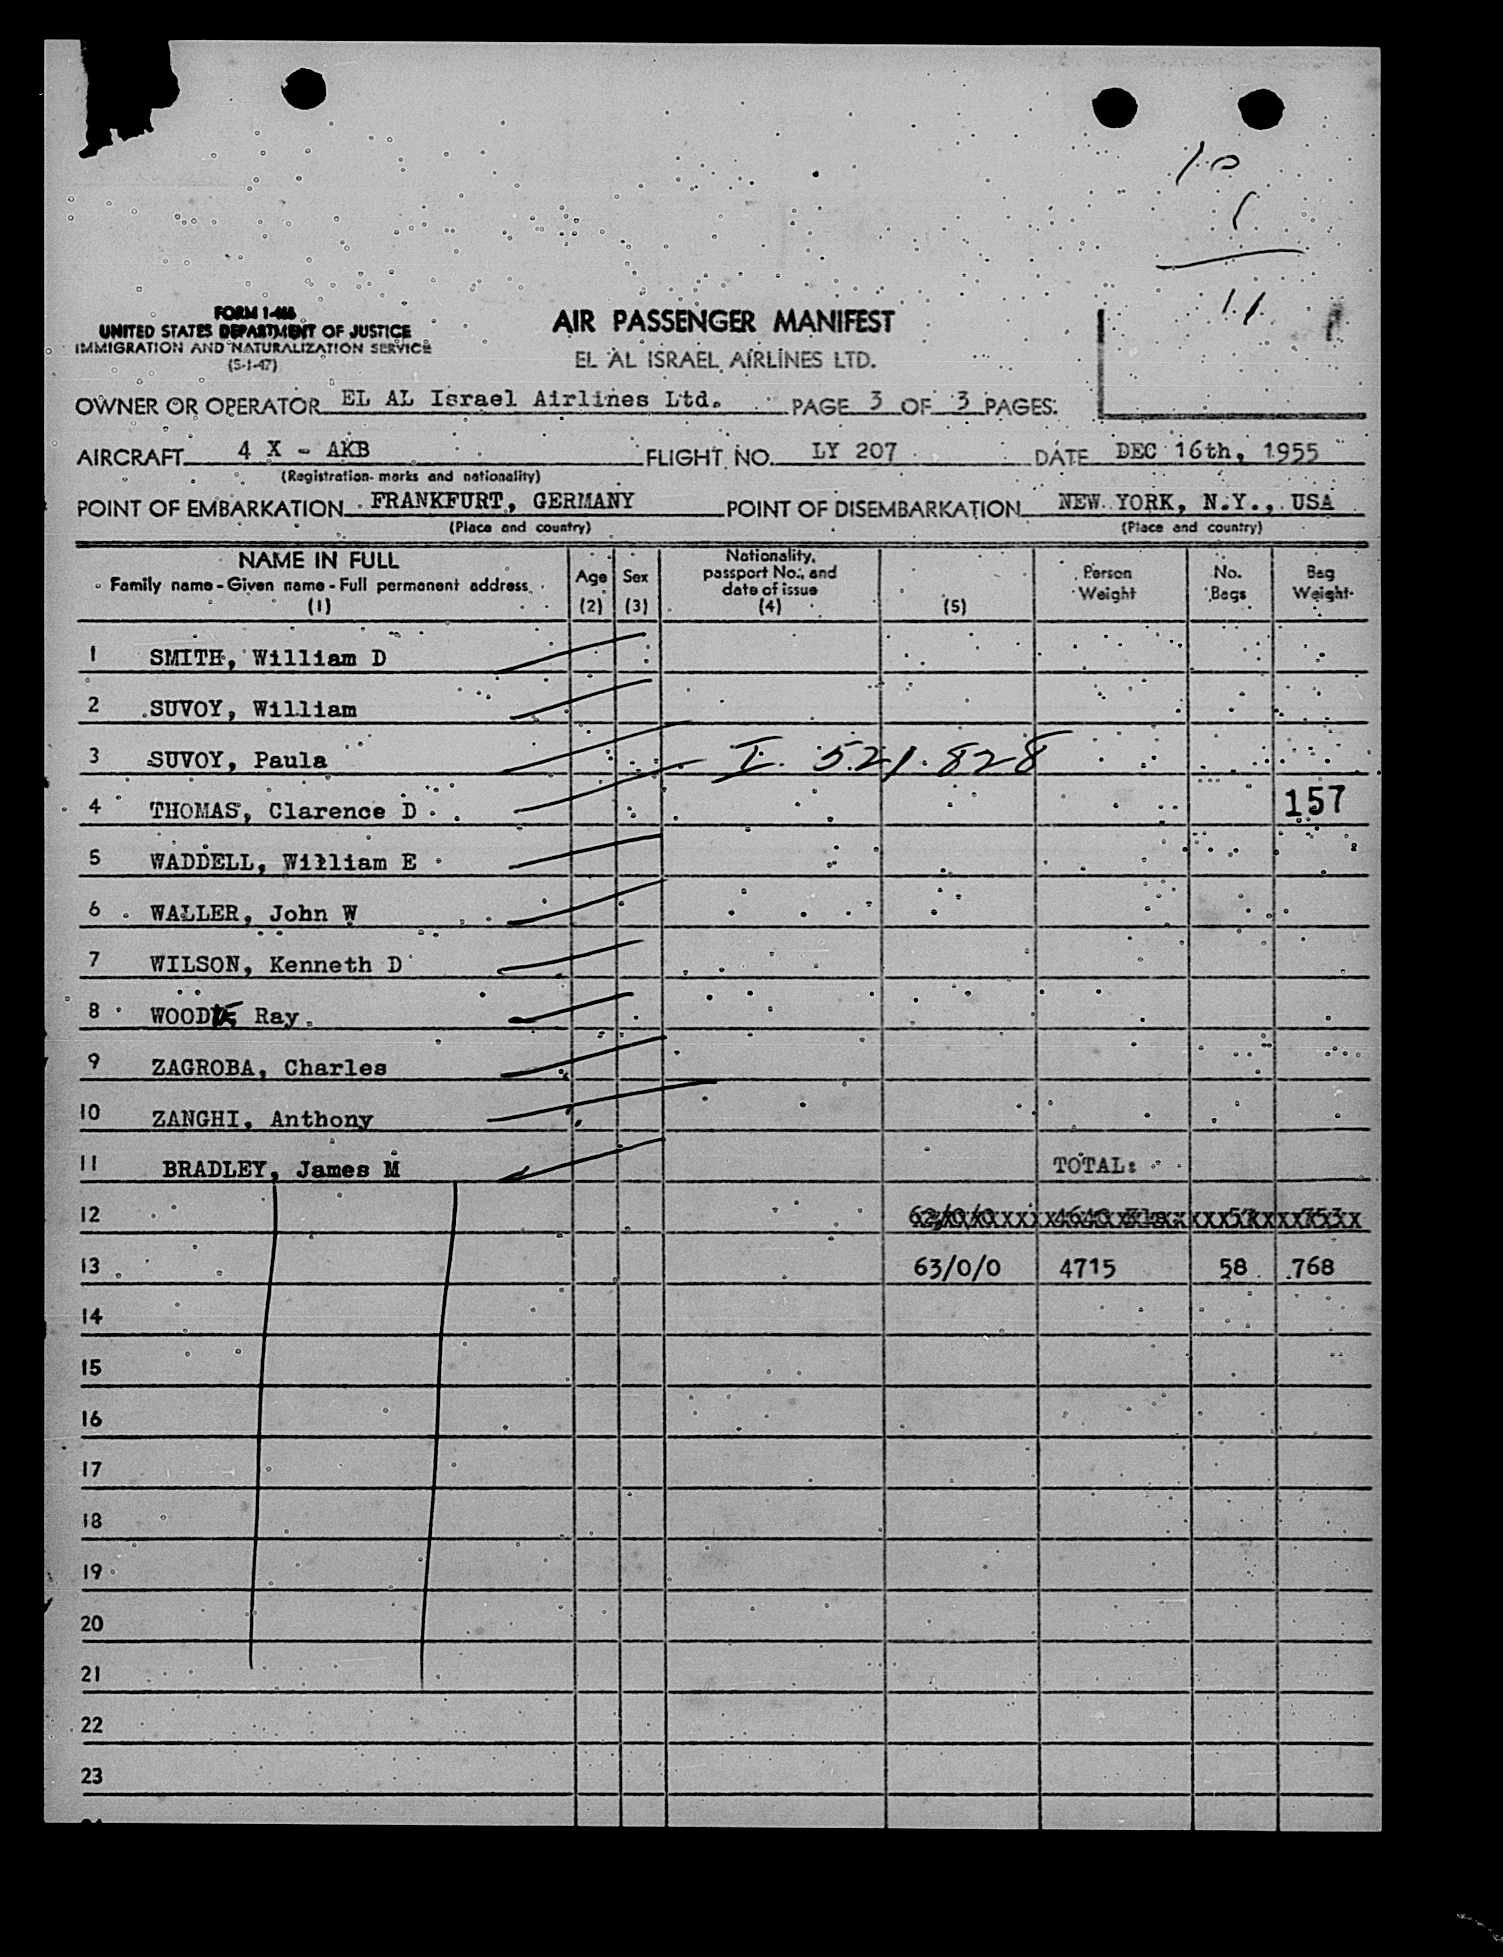 10
1
11
FORM I-466
UNITED STATES DEPARTMENT OF JUSTICE
IMMIGRATION AND NATURALIZATION SERVICE
(5-1-47)
AIR PASSENGER MANIFEST
EL AL ISRAEL AIRLINES LTD.
OWNER OR OPERATOR EL AL Israel Airlines Ltd. PAGE 3 OF 3 PAGES.
AIRCRAFT 4 X - AKB FLIGHT NO. LY 207 DATE DEC 16th, 1955
(Registration marks and nationality)
POINT OF EMBARKATION FRANKFURT, GERMANY POINT OF DISEMBARKATION NEW YORK, N.Y., USA
(Place and country) (Place and country)
NAME IN FULL
Family name - Given name - Full permanent address
(1)
Age
(2)
Sex
(3)
Nationality,
passport No., and
date of issue
(4)
(5)
Person
Weight
No.
Bags
Bag
Weight
1 SMITH, William D
2 SUVOY, William
3 SUVOY, Paula I. 521.828
4 THOMAS, Clarence D 157
5 WADDELL, William E
6 WALLER, John W
7 WILSON, Kenneth D
8 WOOD Ray
9 ZAGROBA, Charles
10 ZANGHI, Anthony
11 BRADLEY, James M TOTAL:
12 62/0/0
13 63/0/0 4715 58 768
14
15
16
17
18
19
20
21
22
23